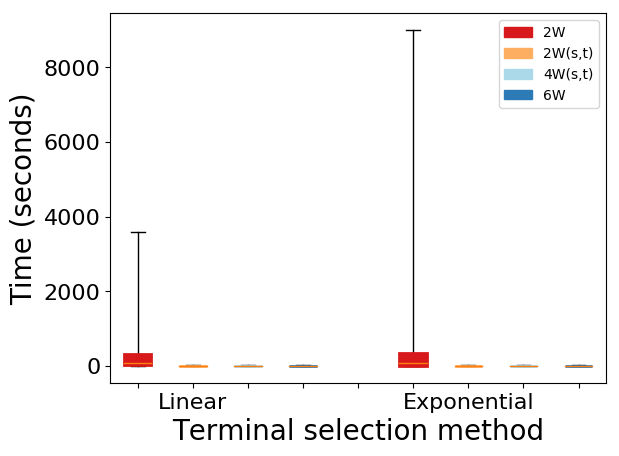 2W
2W(s,t)
4W(s,t)
6W
Time (seconds)
8000
6000
4000
2000
0
Linear
Exponential
Terminal selection method